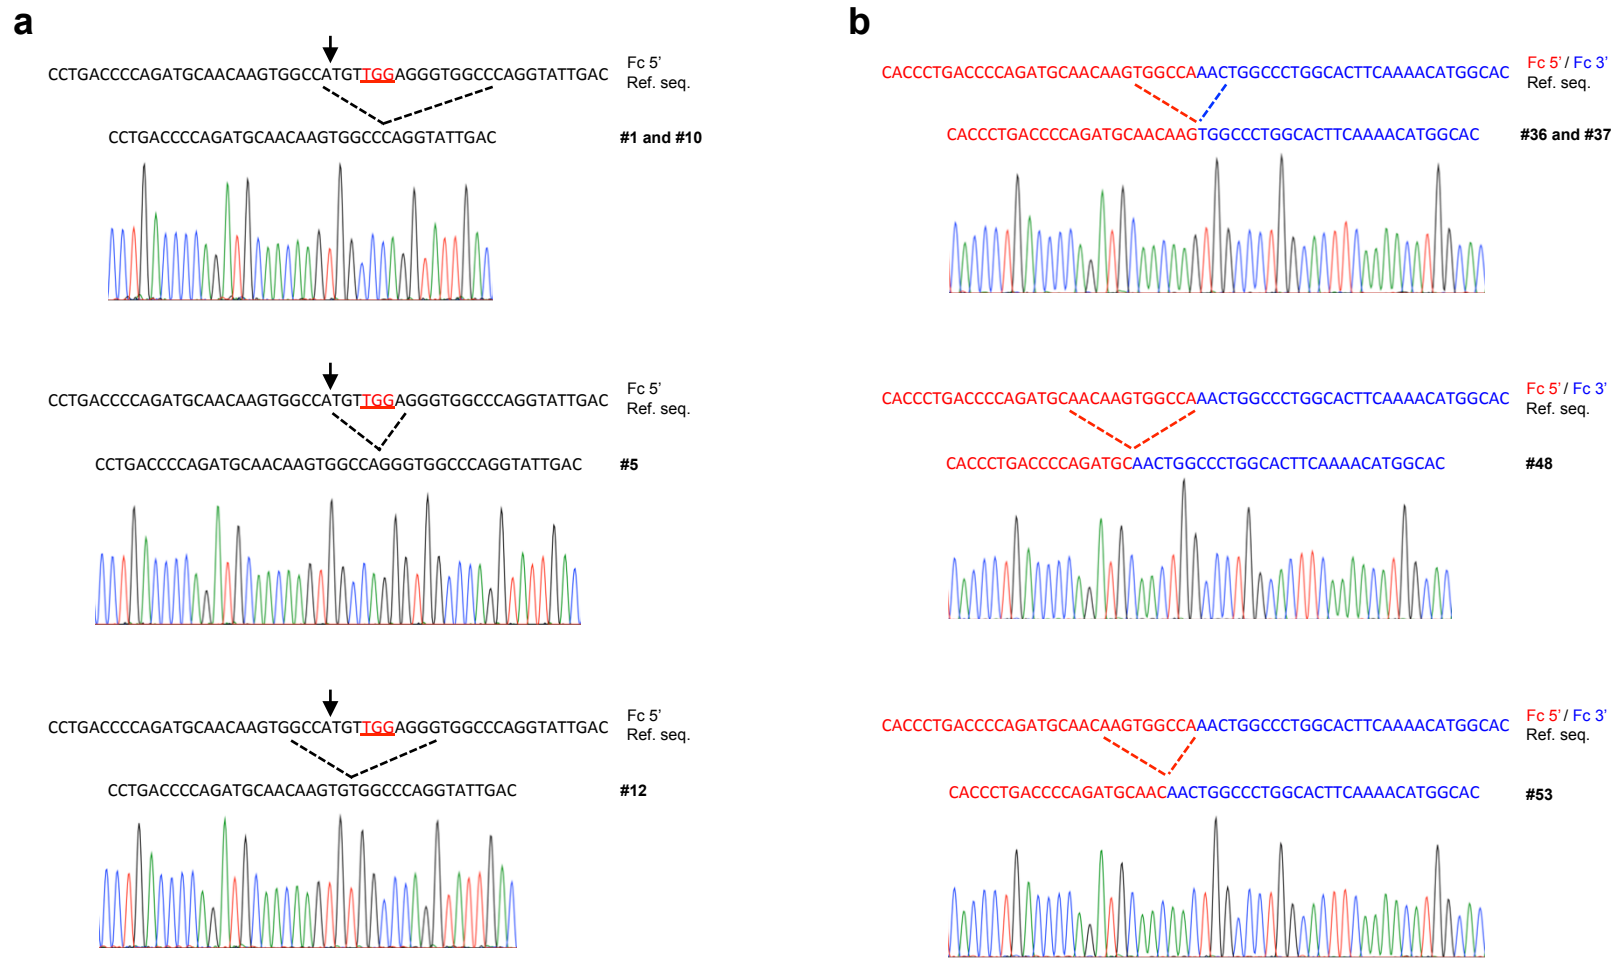 a
CCTGACCCCAGATGCAACAAGTGGCCATGTTGGAGGGTGGCCCAGGTATTGAC
Fc 5'
Ref. seq.
CCTGACCCCAGATGCAACAAGTGGCCCAGGTATTGAC
#1 and #10
CCTGACCCCAGATGCAACAAGTGGCCATGTTGGAGGGTGGCCCAGGTATTGAC
Fc 5'
Ref. seq.
CCTGACCCCAGATGCAACAAGTGGCCAGGGTGGCCCAGGTATTGAC
#5
CCTGACCCCAGATGCAACAAGTGGCCATGTTGGAGGGTGGCCCAGGTATTGAC
Fc 5'
Ref. seq.
CCTGACCCCAGATGCAACAAGTGTGGCCCAGGTATTGAC
#12
b
CACCCTGACCCCAGATGCAACAAGTGGCCAAACTGGCCCTGGCACTTCAAAACATGGCAC
Fc 5' / Fc 3'
Ref. seq.
CACCCTGACCCCAGATGCAACAAGTGGCCCTGGCACTTCAAAACATGGCAC
#36 and #37
CACCCTGACCCCAGATGCAACAAGTGGCCAAACTGGCCCTGGCACTTCAAAACATGGCAC
Fc 5' / Fc 3'
Ref. seq.
CACCCTGACCCCAGATGCAACTGGCCCTGGCACTTCAAAACATGGCAC
#48
CACCCTGACCCCAGATGCAACAAGTGGCCAAACTGGCCCTGGCACTTCAAAACATGGCAC
Fc 5' / Fc 3'
Ref. seq.
CACCCTGACCCCAGATGCAACAACTGGCCCTGGCACTTCAAAACATGGCAC
#53